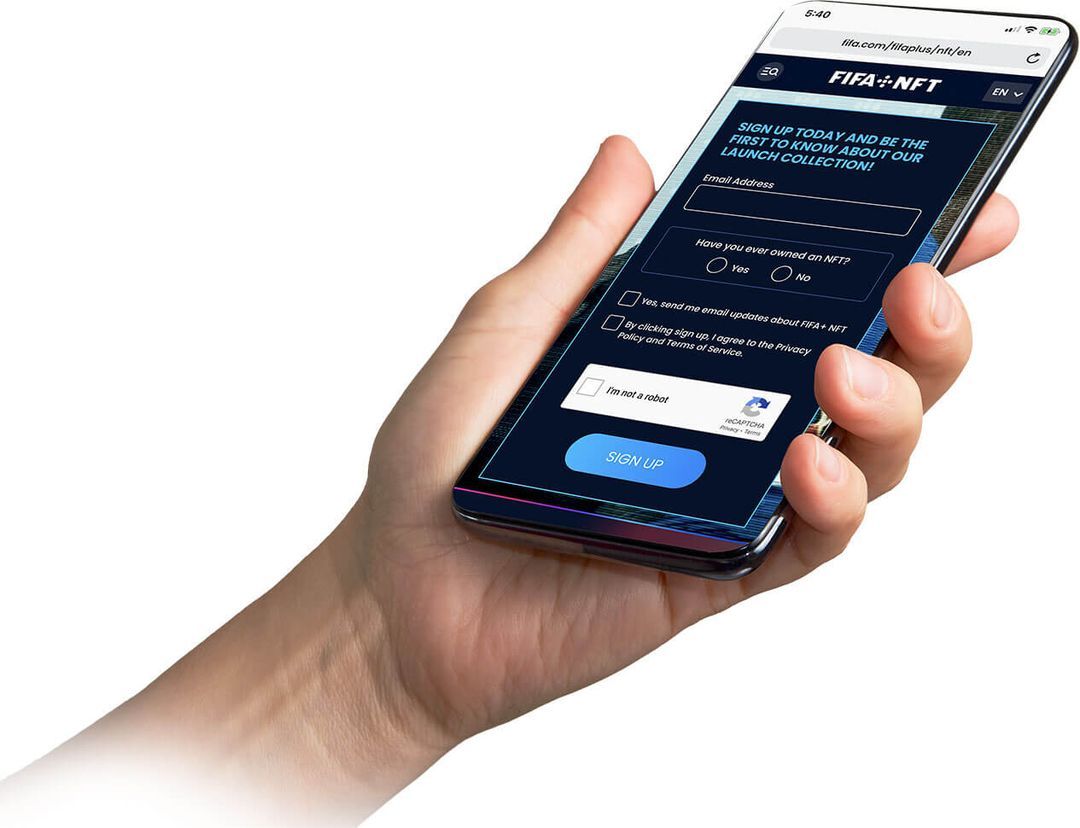 5:40
fifa.com/fifaplus/nft/en
FIFA+NFT
EN
SIGN UP TODAY AND BE THE
FIRST TO KNOW ABOUT OUR
LAUNCH COLLECTION!
Email Address
Have you ever owned an NFT?
Yes No
Yes, send me email updates about FIFA+ NFT
By clicking sign up, I agree to the Privacy
Policy and Terms of Service.
I'm not a robot
reCAPTCHA
Privacy - Terms
SIGN UP